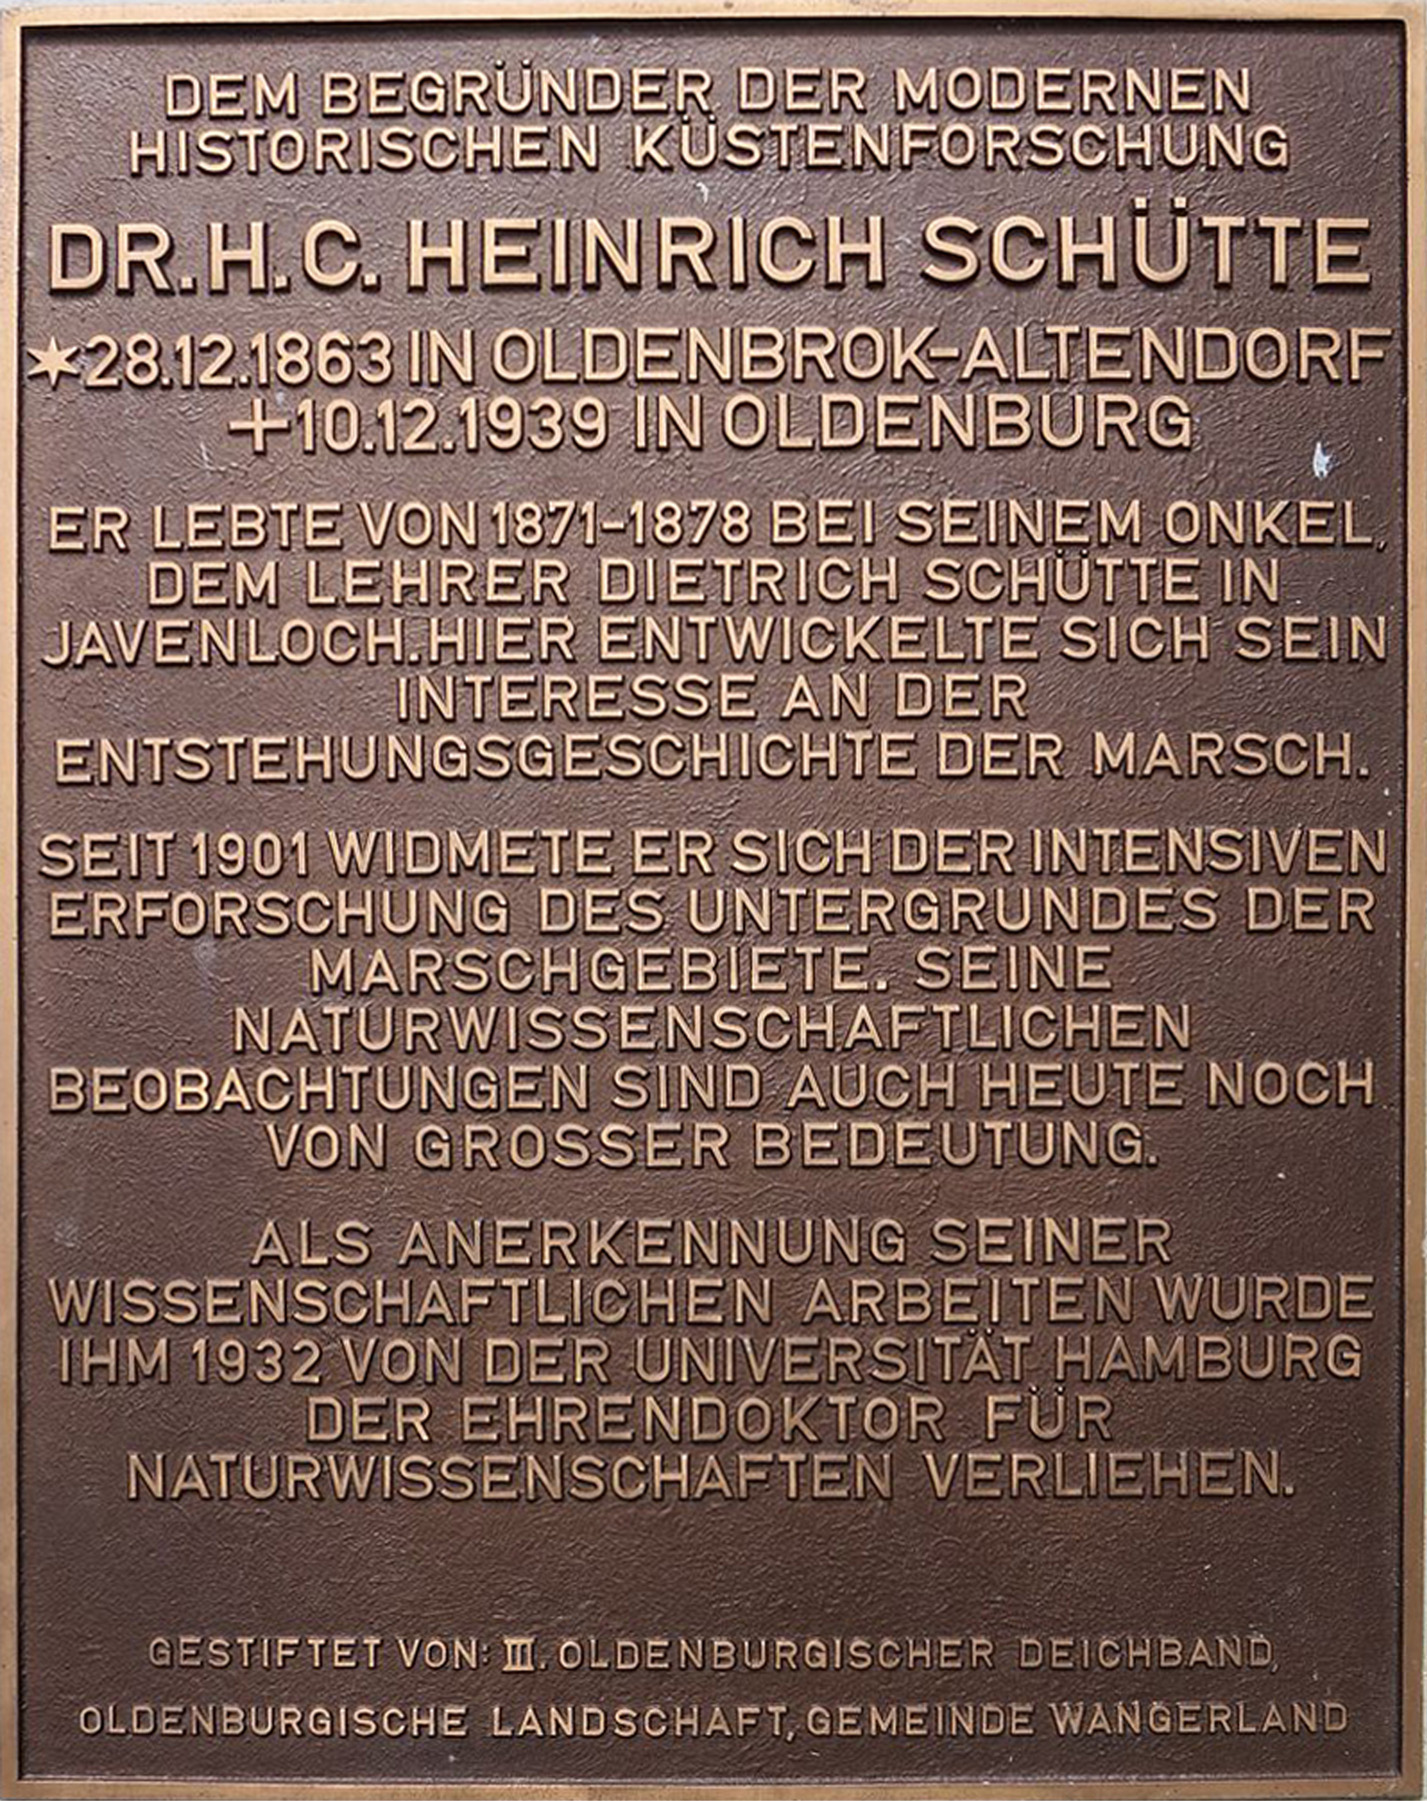 DEM BEGRÜNDER DER MODERNEN
HISTORISCHEN KÜSTENFORSCHUNG
DR.H.C. HEINRICH SCHÜTTE
✶28.12.1863 IN OLDENBROK-ALTENDORF
+10.12.1939 IN OLDENBURG
ER LEBTE VON 1871-1878 BEI SEINEM ONKEL,
DEM LEHRER DIETRICH SCHÜTTE IN
JAVENLOCH.HIER ENTWICKELTE SICH SEIN
INTERESSE AN DER
ENTSTEHUNGSGESCHICHTE DER MARSCH.
SEIT 1901 WIDMETE ER SICH DER INTENSIVEN
ERFORSCHUNG DES UNTERGRUNDES DER
MARSCHGEBIETE. SEINE
NATURWISSENSCHAFTLICHEN
BEOBACHTUNGEN SIND AUCH HEUTE NOCH
VON GROSSER BEDEUTUNG.
ALS ANERKENNUNG SEINER
WISSENSCHAFTLICHEN ARBEITEN WURDE
IHM 1932 VON DER UNIVERSITÄT HAMBURG
DER EHRENDOKTOR FÜR
NATURWISSENSCHAFTEN VERLIEHEN.
GESTIFTET VON: III. OLDENBURGISCHER DEICHBAND,
OLDENBURGISCHE LANDSCHAFT, GEMEINDE WANGERLAND